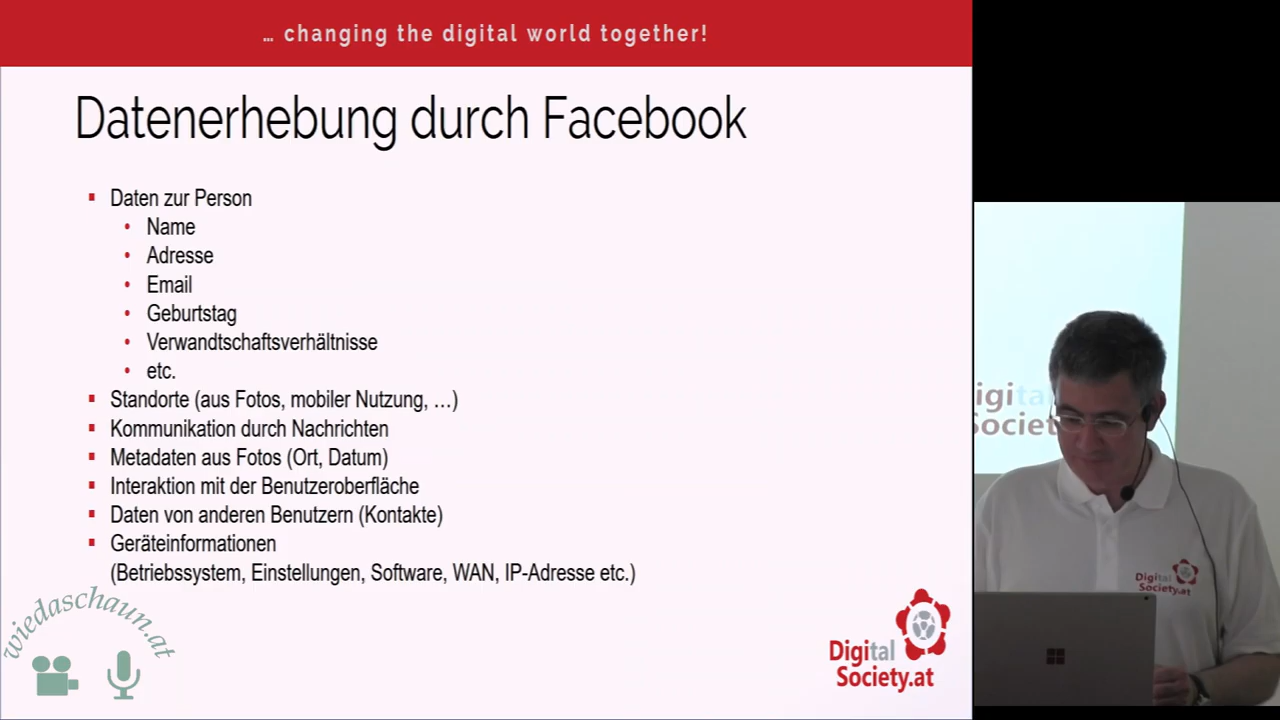 … changing the digital world together!
Datenerhebung durch Facebook
Daten zur Person
Name
Adresse
Email
Geburtstag
Verwandtschaftsverhältnisse
etc.
Standorte (aus Fotos, mobiler Nutzung, …)
Kommunikation durch Nachrichten
Metadaten aus Fotos (Ort, Datum)
Interaktion mit der Benutzeroberfläche
Daten von anderen Benutzern (Kontakte)
Geräteinformationen
(Betriebssystem, Einstellungen, Software, WAN, IP-Adresse etc.)
wiedaschaun.at
Digital
Society.at
igital
Societ
Digital
Society.at